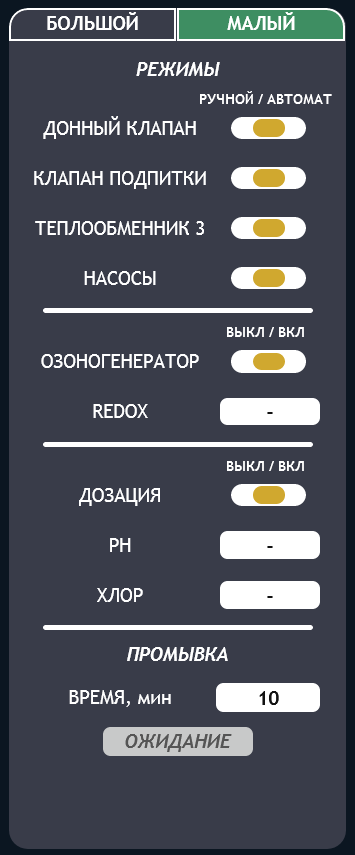 БОЛЬШОЙ МАЛЫЙ
РЕЖИМЫ
РУЧНОЙ / АВТОМАТ
ДОННЫЙ КЛАПАН
КЛАПАН ПОДПИТКИ
ТЕПЛООБМЕННИК 3
НАСОСЫ
ВЫКЛ / ВКЛ
ОЗОНОГЕНЕРАТОР
REDOX -
ВЫКЛ / ВКЛ
ДОЗАЦИЯ
PH -
ХЛОР -
ПРОМЫВКА
ВРЕМЯ, мин 10
ОЖИДАНИЕ